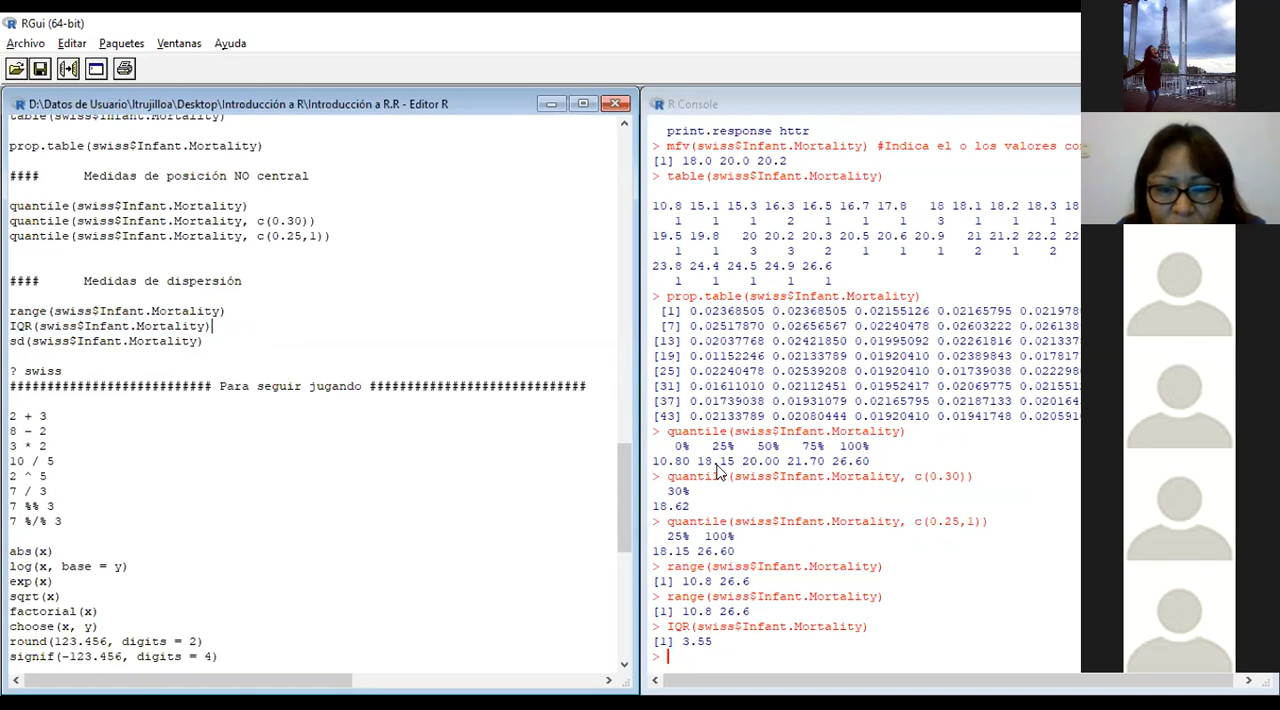 RGui (64-bit)
Archivo Editar Paquetes Ventanas Ayuda
D:\Datos de Usuario\ltrujilloa\Desktop\Introducción a R\Introducción a R.R - Editor R
table(swiss$Infant.Mortality)
prop.table(swiss$Infant.Mortality)
#### Medidas de posición NO central
quantile(swiss$Infant.Mortality)
quantile(swiss$Infant.Mortality, c(0.30))
quantile(swiss$Infant.Mortality, c(0.25,1))
#### Medidas de dispersión
range(swiss$Infant.Mortality)
IQR(swiss$Infant.Mortality)
sd(swiss$Infant.Mortality)
? swiss
########################### Para seguir jugando #############################
2 + 3
8 - 2
3 * 2
10 / 5
2 ^ 5
7 / 3
7 %% 3
7 %/% 3
abs(x)
log(x, base = y)
exp(x)
sqrt(x)
factorial(x)
choose(x, y)
round(123.456, digits = 2)
signif(-123.456, digits = 4)
R Console
print.response httr
> mfv(swiss$Infant.Mortality) #Indica el o los valores co
[1] 18.0 20.0 20.2
> table(swiss$Infant.Mortality)
10.8 15.1 15.3 16.3 16.5 16.7 17.8 18 18.1 18.2 18.3 18
1 1 1 2 1 1 1 3 1 1 1
19.5 19.8 20 20.2 20.3 20.5 20.6 20.9 21 21.2 22.2 22
1 1 3 3 2 1 1 1 2 1 2
23.8 24.4 24.5 24.9 26.6
1 1 1 1 1
> prop.table(swiss$Infant.Mortality)
[1] 0.02368505 0.02368505 0.02155126 0.02165795 0.021978
[7] 0.02517870 0.02656567 0.02240478 0.02603222 0.026138
[13] 0.02037768 0.02421850 0.01995092 0.02261816 0.021337
[19] 0.01152246 0.02133789 0.01920410 0.02389843 0.017817
[25] 0.02240478 0.02539208 0.02240478 0.01739038 0.022298
[31] 0.01611010 0.02112451 0.01952417 0.02069775 0.021551
[37] 0.01739038 0.01931079 0.02165795 0.02187133 0.020164
[43] 0.02133789 0.02080444 0.01920410 0.01941748 0.020591
> quantile(swiss$Infant.Mortality)
0% 25% 50% 75% 100%
10.80 18.15 20.00 21.70 26.60
> quantile(swiss$Infant.Mortality, c(0.30))
30%
18.62
> quantile(swiss$Infant.Mortality, c(0.25,1))
25% 100%
18.15 26.60
> range(swiss$Infant.Mortality)
[1] 10.8 26.6
> range(swiss$Infant.Mortality)
[1] 10.8 26.6
> IQR(swiss$Infant.Mortality)
[1] 3.55
>